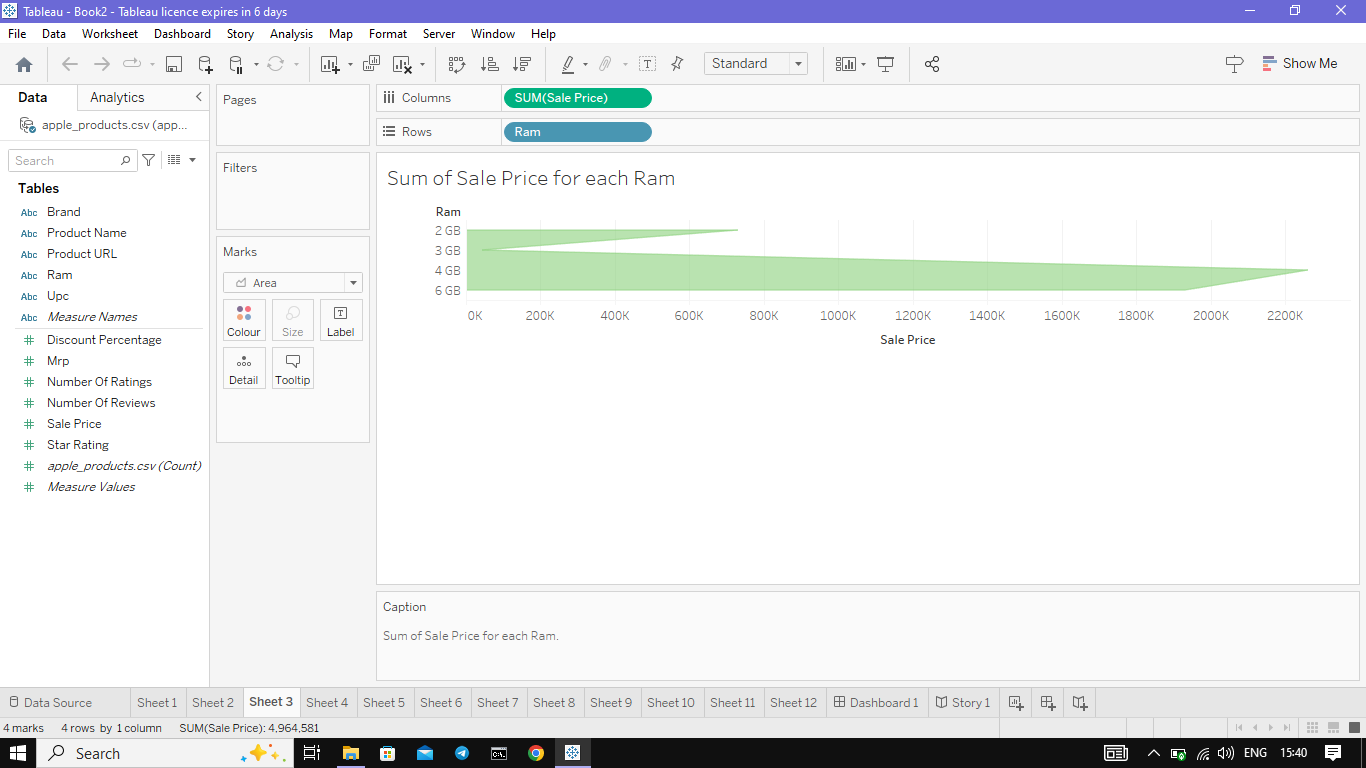 Tableau - Book2 - Tableau licence expires in 6 days
File Data Worksheet Dashboard Story Analysis Map Format Server Window Help
Standard
Show Me
Data Analytics
apple_products.csv (app...
Search
Tables
Abc Brand
Abc Product Name
Abc Product URL
Abc Ram
Abc Upc
Abc Measure Names
# Discount Percentage
# Mrp
# Number Of Ratings
# Number Of Reviews
# Sale Price
# Star Rating
# apple_products.csv (Count)
# Measure Values
Pages
Filters
Marks
Area
Colour Size Label
Detail Tooltip
Columns SUM(Sale Price)
Rows Ram
Sum of Sale Price for each Ram
Ram
2 GB
3 GB
4 GB
6 GB
0K 200K 400K 600K 800K 1000K 1200K 1400K 1600K 1800K 2000K 2200K
Sale Price
Caption
Sum of Sale Price for each Ram.
Data Source Sheet 1 Sheet 2 Sheet 3 Sheet 4 Sheet 5 Sheet 6 Sheet 7 Sheet 8 Sheet 9 Sheet 10 Sheet 11 Sheet 12 Dashboard 1 Story 1
4 marks 4 rows by 1 column SUM(Sale Price): 4,964,581
Search
ENG 15:40